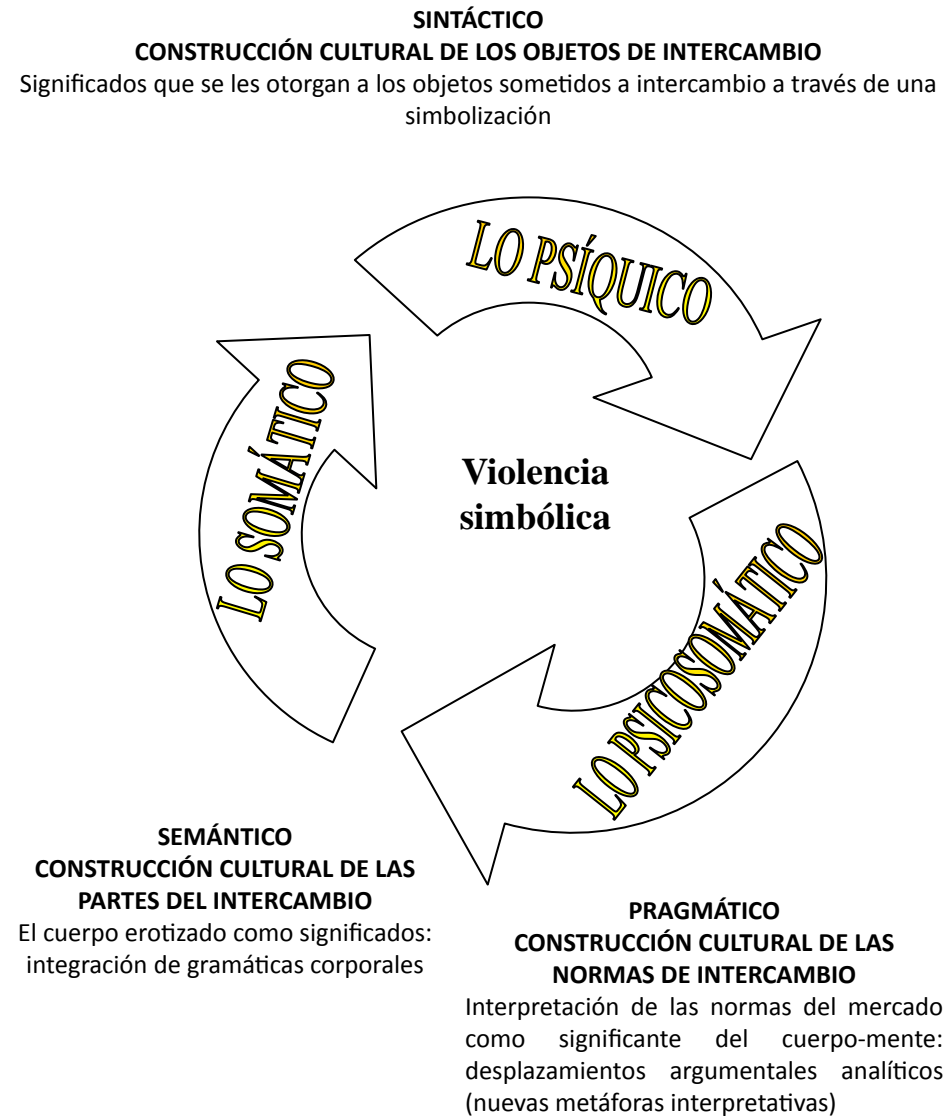 SINTÁCTICO
CONSTRUCCIÓN CULTURAL DE LOS OBJETOS DE INTERCAMBIO
Significados que se les otorgan a los objetos sometidos a intercambio a través de una
simbolización
LO PSÍQUICO
LO SOMÁTICO
Violencia
simbólica
LO PSICOSOMÁTICO
SEMÁNTICO
CONSTRUCCIÓN CULTURAL DE LAS
PARTES DEL INTERCAMBIO
El cuerpo erotizado como significados:
integración de gramáticas corporales
PRAGMÁTICO
CONSTRUCCIÓN CULTURAL DE LAS
NORMAS DE INTERCAMBIO
Interpretación de las normas del mercado
como significante del cuerpo-mente:
desplazamientos argumentales analíticos
(nuevas metáforas interpretativas)